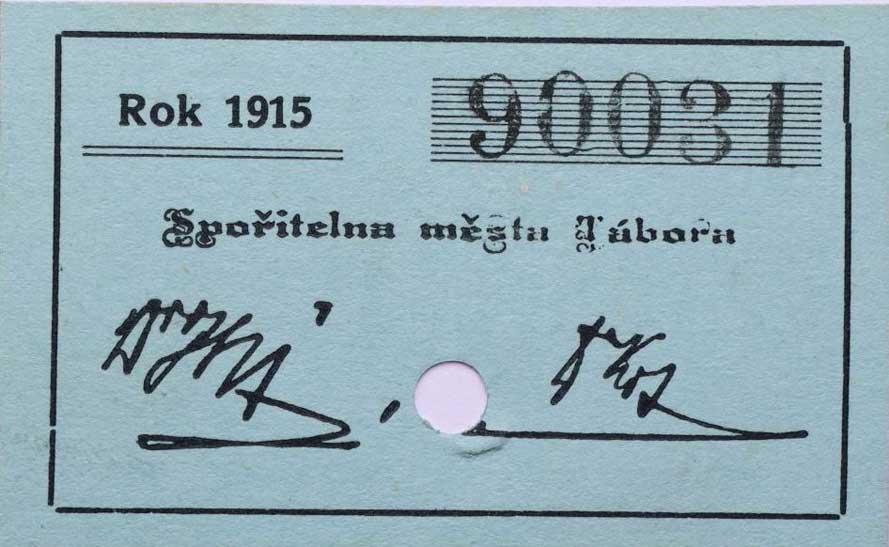 Rok 1915
90031
Spořitelna města Tábora